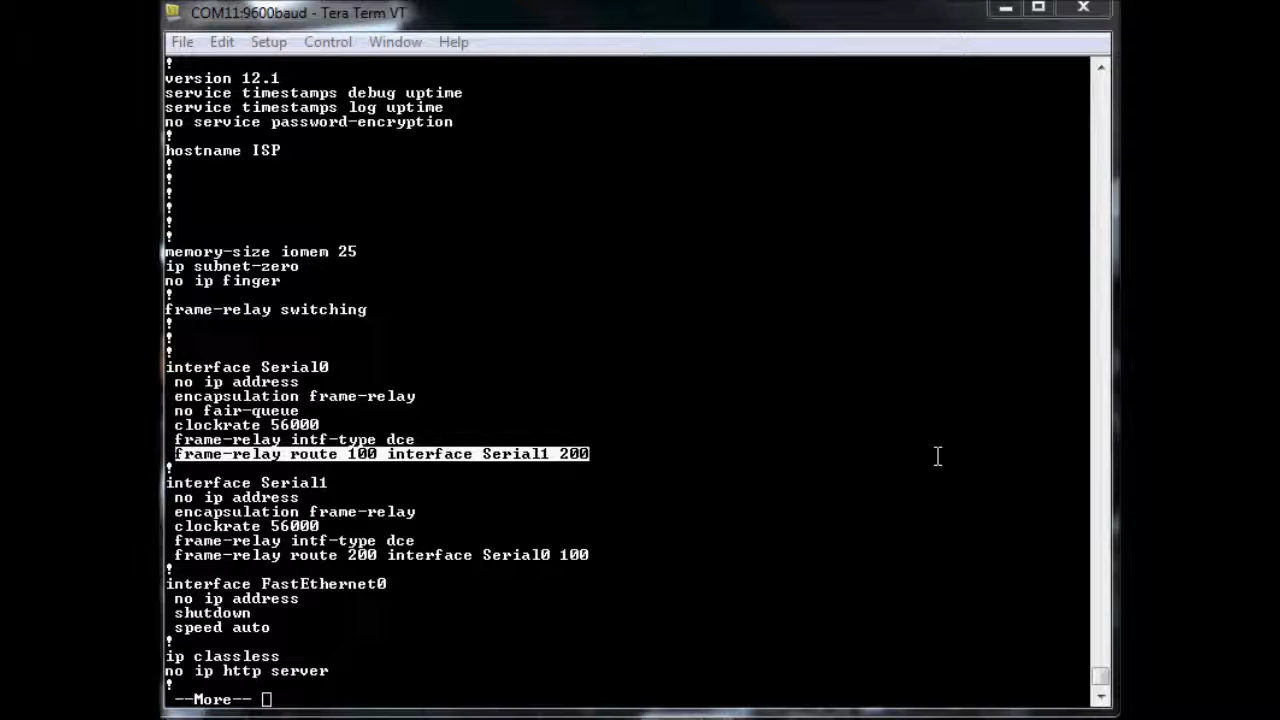 COM11:9600baud - Tera Term VT
File Edit Setup Control Window Help
!
version 12.1
service timestamps debug uptime
service timestamps log uptime
no service password-encryption
!
hostname ISP
!
!
!
!
!
!
memory-size iomem 25
ip subnet-zero
no ip finger
!
frame-relay switching
!
!
!
interface Serial0
 no ip address
 encapsulation frame-relay
 no fair-queue
 clockrate 56000
 frame-relay intf-type dce
 frame-relay route 100 interface Serial1 200
!
interface Serial1
 no ip address
 encapsulation frame-relay
 clockrate 56000
 frame-relay intf-type dce
 frame-relay route 200 interface Serial0 100
!
interface FastEthernet0
 no ip address
 shutdown
 speed auto
!
ip classless
no ip http server
!
 --More--